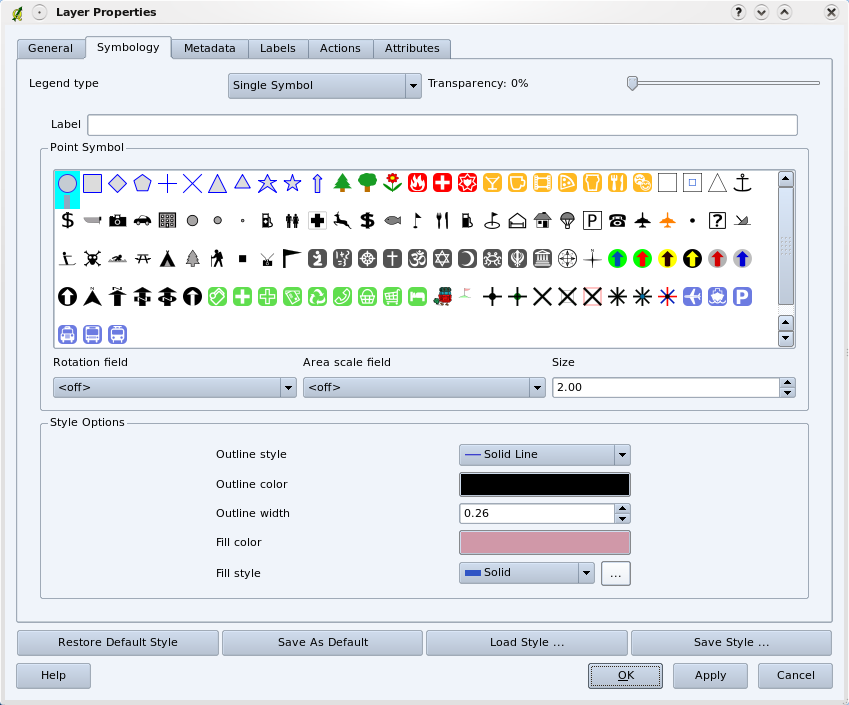 Layer Properties
General Symbology Metadata Labels Actions Attributes
Legend type Single Symbol Transparency: 0%
Label
Point Symbol
Rotation field Area scale field Size
<off> <off> 2.00
Style Options
Outline style Solid Line
Outline color
Outline width 0.26
Fill color
Fill style Solid ...
Restore Default Style Save As Default Load Style ... Save Style ...
Help OK Apply Cancel